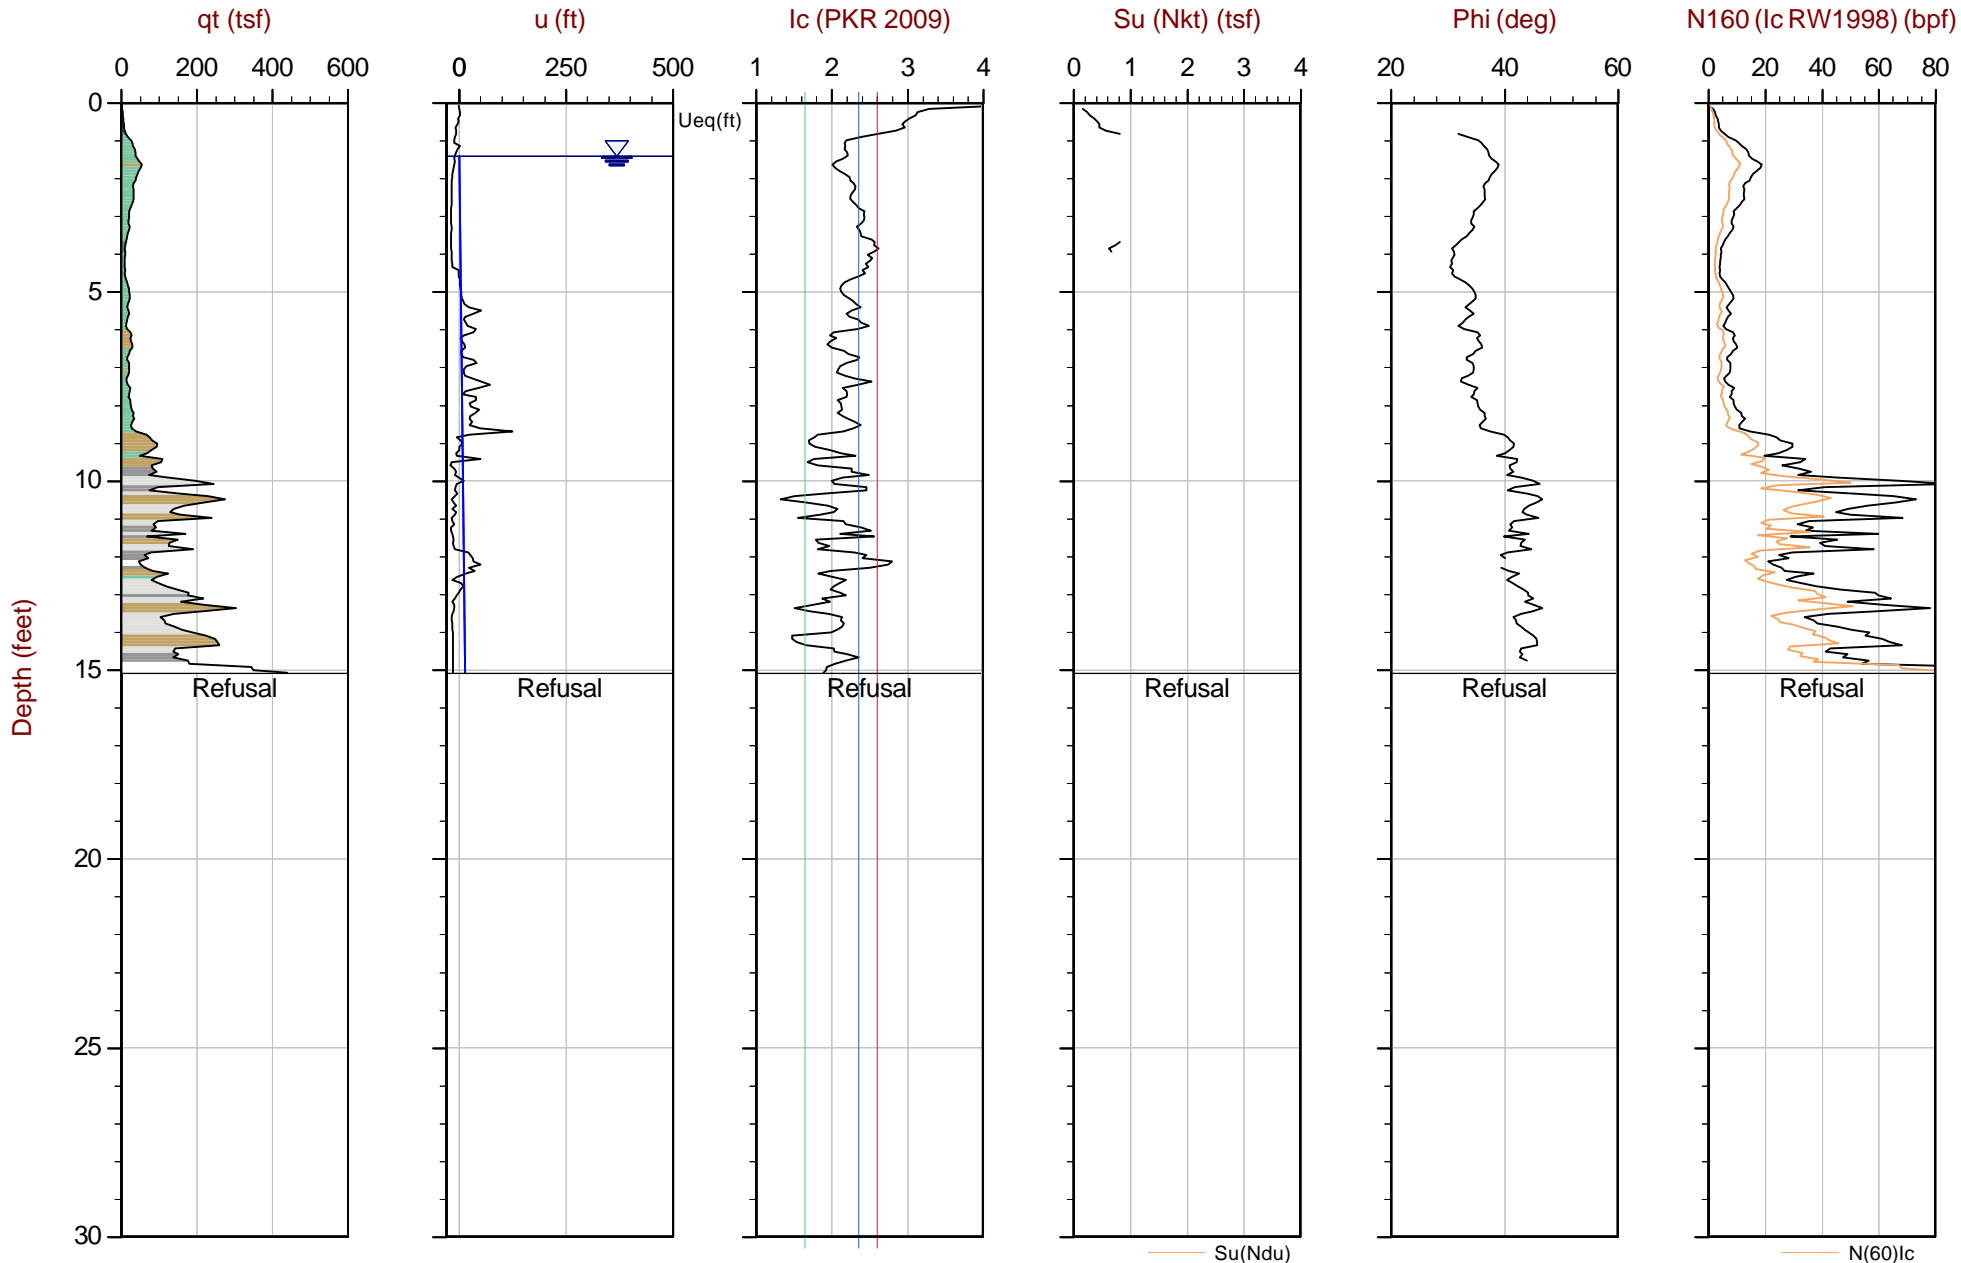 qt (tsf) u (ft) Ic (PKR 2009) Su (Nkt) (tsf) Phi (deg) N160 (Ic RW1998) (bpf)
0 200 400 600 0 250 500 1 2 3 4 0 1 2 3 4 20 40 60 0 20 40 60 80
0
Ueq(ft)
5
10
15
Refusal Refusal Refusal Refusal Refusal Refusal
Depth (feet)
20
25
30
Su(Ndu) N(60)Ic